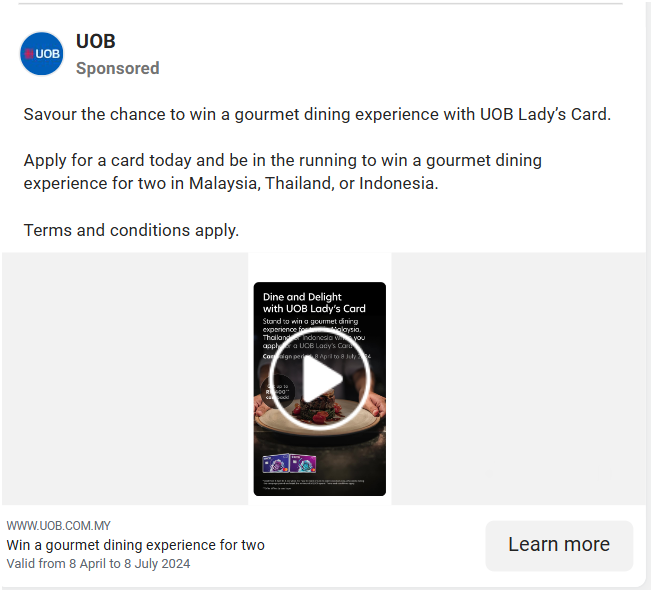 UOB
UOB
Sponsored
Savour the chance to win a gourmet dining experience with UOB Lady's Card.
Apply for a card today and be in the running to win a gourmet dining
experience for two in Malaysia, Thailand, or Indonesia.
Terms and conditions apply.
Dine and Delight
with UOB Lady's Card
Stand to win a gourmet dining
experience for Malaysia,
Thailand or Indonesia when you
apply a UOB Lady's Card
Campaign period 8 April to 8 July
up to
WWW.UOB.COM.MY
Win a gourmet dining experience for two
Valid from 8 April to 8 July 2024
Learn more